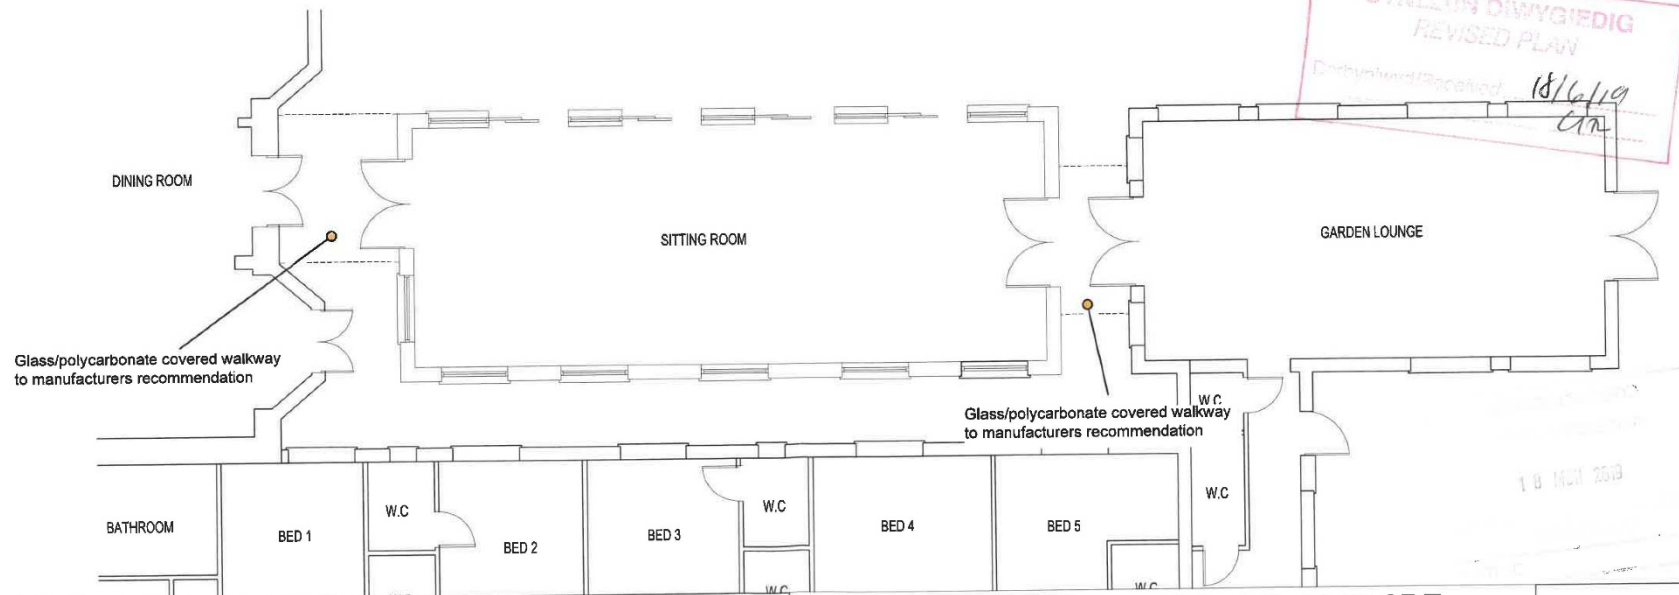 DIWYGIEDIG
REVISED PLAN
18/6/19
DINING ROOM
SITTING ROOM
GARDEN LOUNGE
Glass/polycarbonate covered walkway
to manufacturers recommendation
Glass/polycarbonate covered walkway
to manufacturers recommendation
W.C
W.C
W.C
W.C
BATHROOM
BED 1
BED 2
BED 3
BED 4
BED 5
W.C
W.C